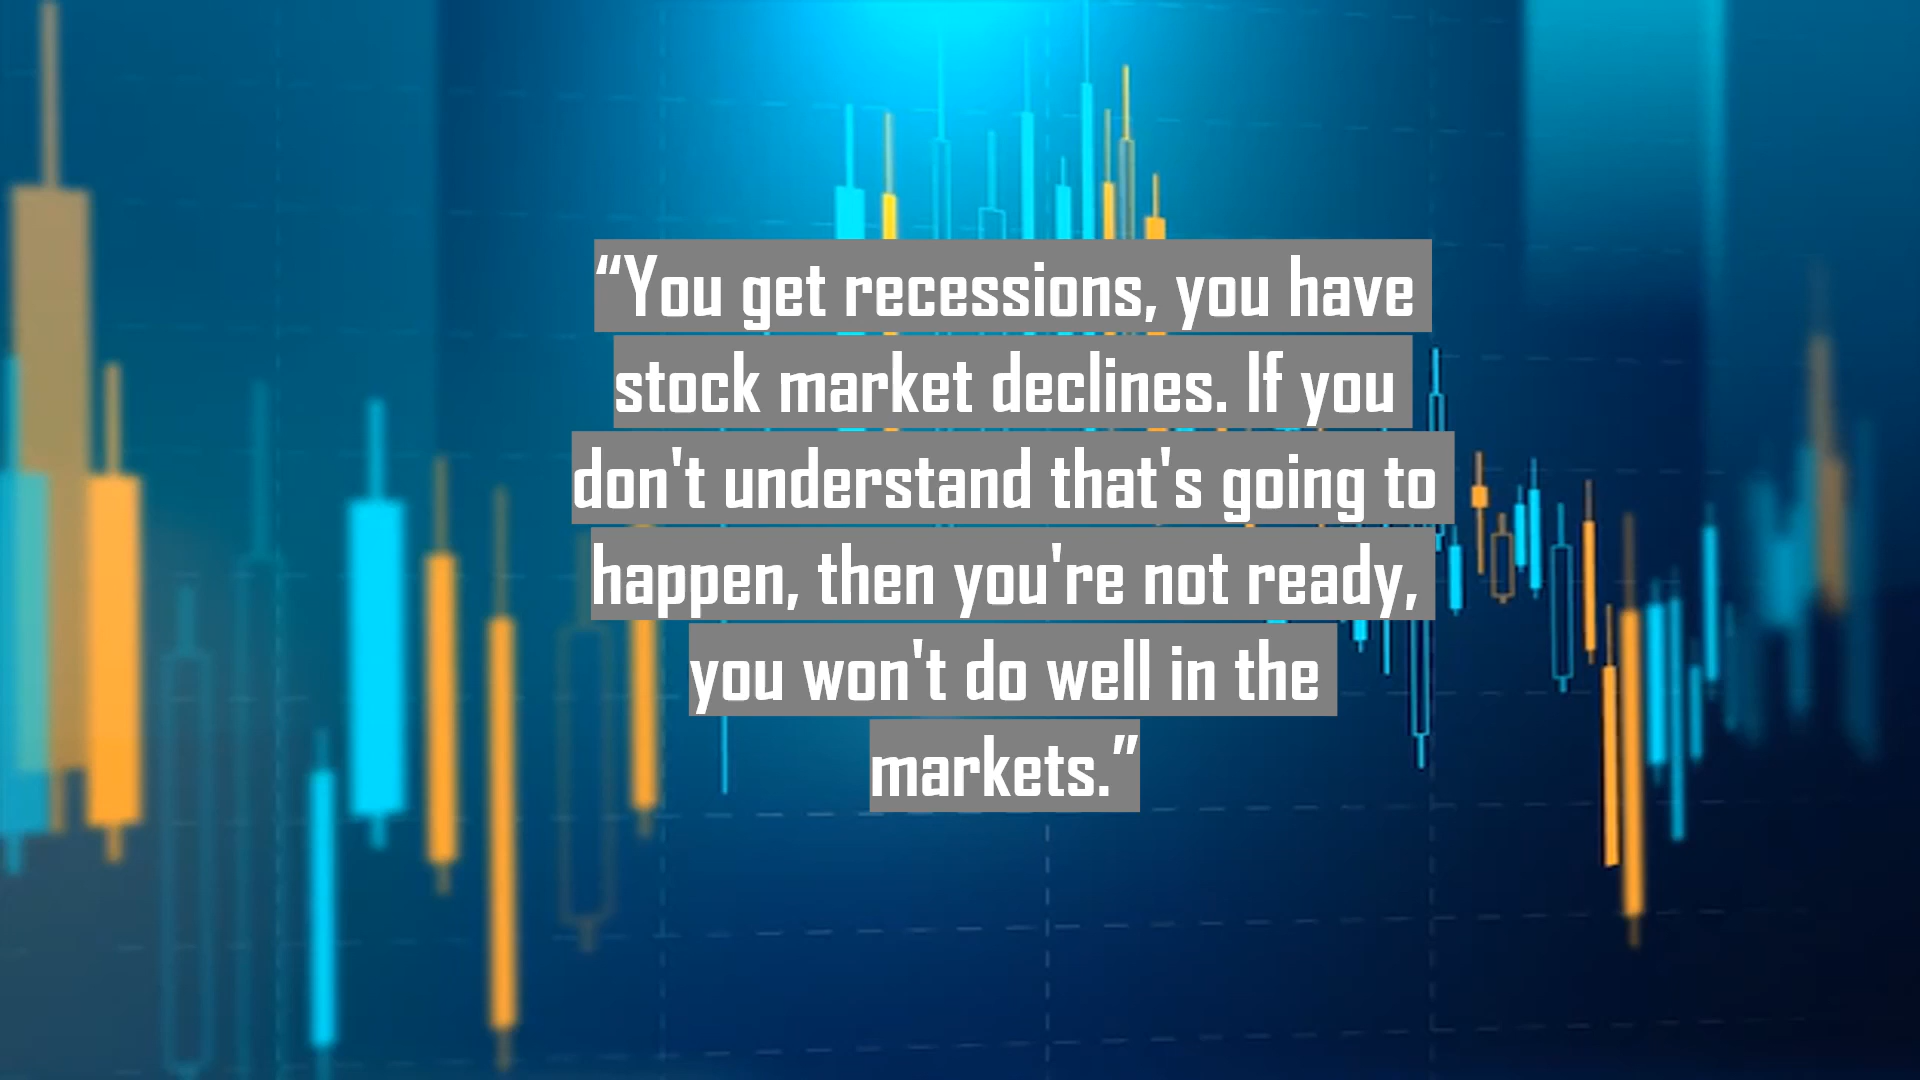 “You get recessions, you have
stock market declines. If you
don't understand that's going to
happen, then you're not ready,
you won't do well in the
markets.”